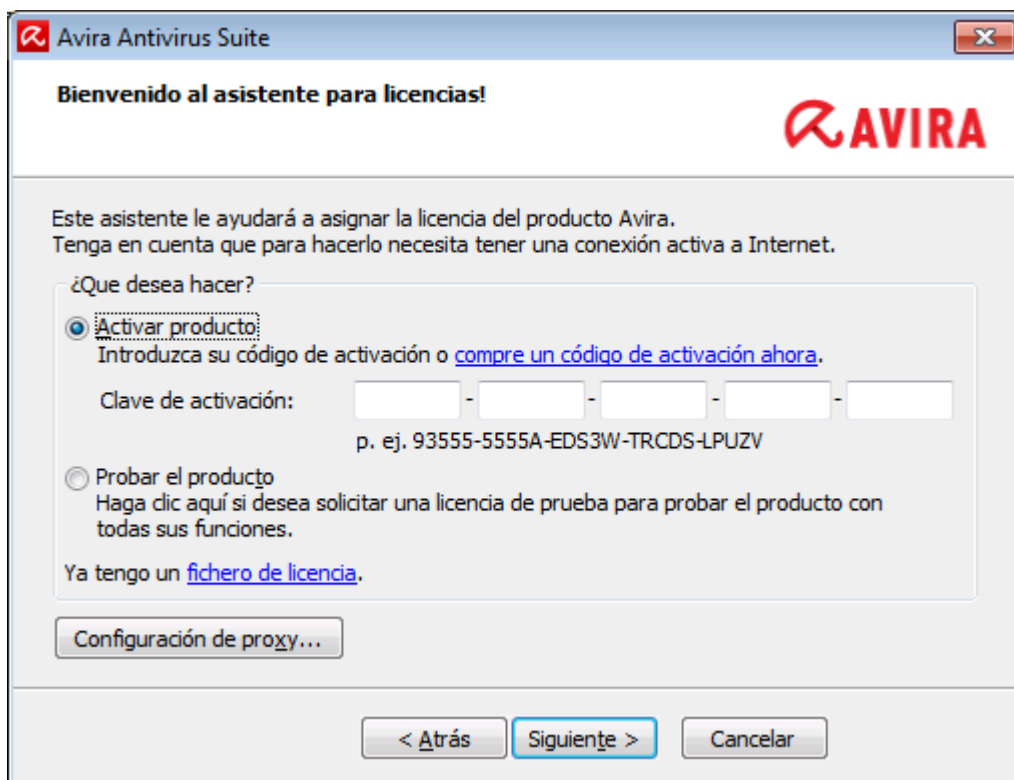 Avira Antivirus Suite
Bienvenido al asistente para licencias!
AVIRA
Este asistente le ayudará a asignar la licencia del producto Avira.
Tenga en cuenta que para hacerlo necesita tener una conexión activa a Internet.
¿Que desea hacer?
Activar producto
Introduzca su código de activación o compre un código de activación ahora.
Clave de activación: - - - -
p. ej. 93555-5555A-EDS3W-TRCDS-LPUZV
Probar el producto
Haga clic aquí si desea solicitar una licencia de prueba para probar el producto con
todas sus funciones.
Ya tengo un fichero de licencia.
Configuración de proxy...
< Atrás Siguiente > Cancelar